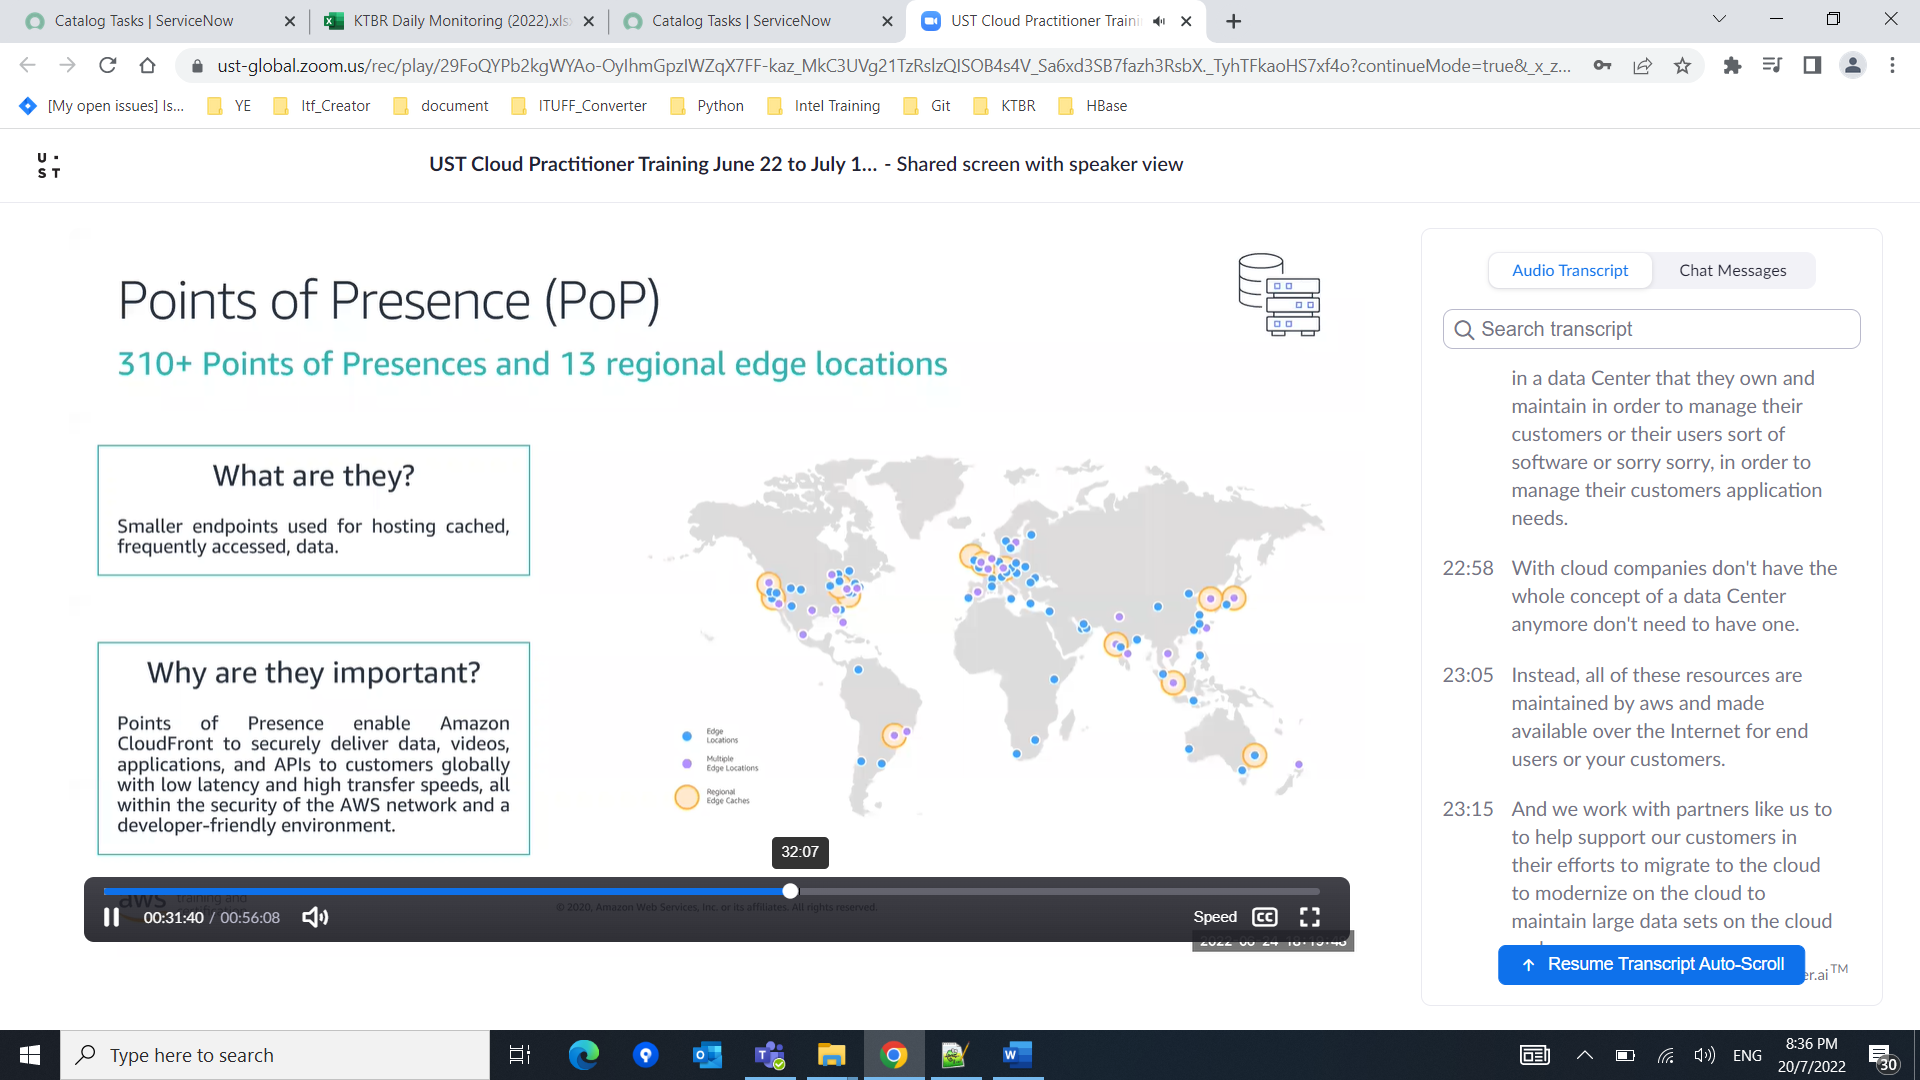 Catalog Tasks | ServiceNow
KTBR Daily Monitoring (2022).xls
Catalog Tasks | ServiceNow
UST Cloud Practitioner Traini
ust-global.zoom.us/rec/play/29FoQYPb2kgWYAo-OyIhmGpzIWZqX7FF-kaz_MkC3UVg21TzRslzQISOB4s4V_Sa6xd3SB7fazh3RsbX._TyhTFkaoHS7xf4o?continueMode=true&_x_z...
[My open issues] Is...
YE
Itf_Creator
document
ITUFF_Converter
Python
Intel Training
Git
KTBR
HBase
U
ST
UST Cloud Practitioner Training June 22 to July 1... - Shared screen with speaker view
Points of Presence (PoP)
310+ Points of Presences and 13 regional edge locations
What are they?
Smaller endpoints used for hosting cached,
frequently accessed, data.
Why are they important?
Points of Presence enable Amazon
CloudFront to securely deliver data, videos,
applications, and APIs to customers globally
with low latency and high transfer speeds, all
within the security of the AWS network and a
developer-friendly environment.
Edge
Locations
Multiple
Edge Locations
Regional
Edge Caches
32:07
aws training and
certification
© 2020, Amazon Web Services, Inc. or its affiliates. All rights reserved.
00:31:40 / 00:56:08
Speed
CC
Audio Transcript
Chat Messages
Search transcript
in a data Center that they own and
maintain in order to manage their
customers or their users sort of
software or sorry sorry, in order to
manage their customers application
needs.
22:58 With cloud companies don't have the
whole concept of a data Center
anymore don't need to have one.
23:05 Instead, all of these resources are
maintained by aws and made
available over the Internet for end
users or your customers.
23:15 And we work with partners like us to
to help support our customers in
their efforts to migrate to the cloud
to modernize on the cloud to
maintain large data sets on the cloud
Resume Transcript Auto-Scroll
er.ai™
Type here to search
ENG
8:36 PM
20/7/2022
30